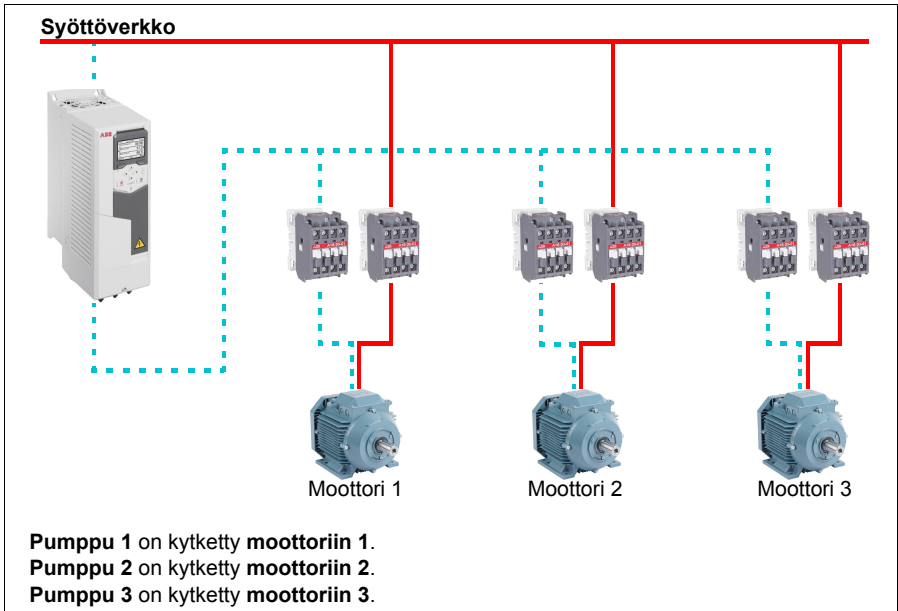 Syöttöverkko
ABB
Moottori 1
Moottori 2
Moottori 3
Pumppu 1 on kytketty moottoriin 1.
Pumppu 2 on kytketty moottoriin 2.
Pumppu 3 on kytketty moottoriin 3.